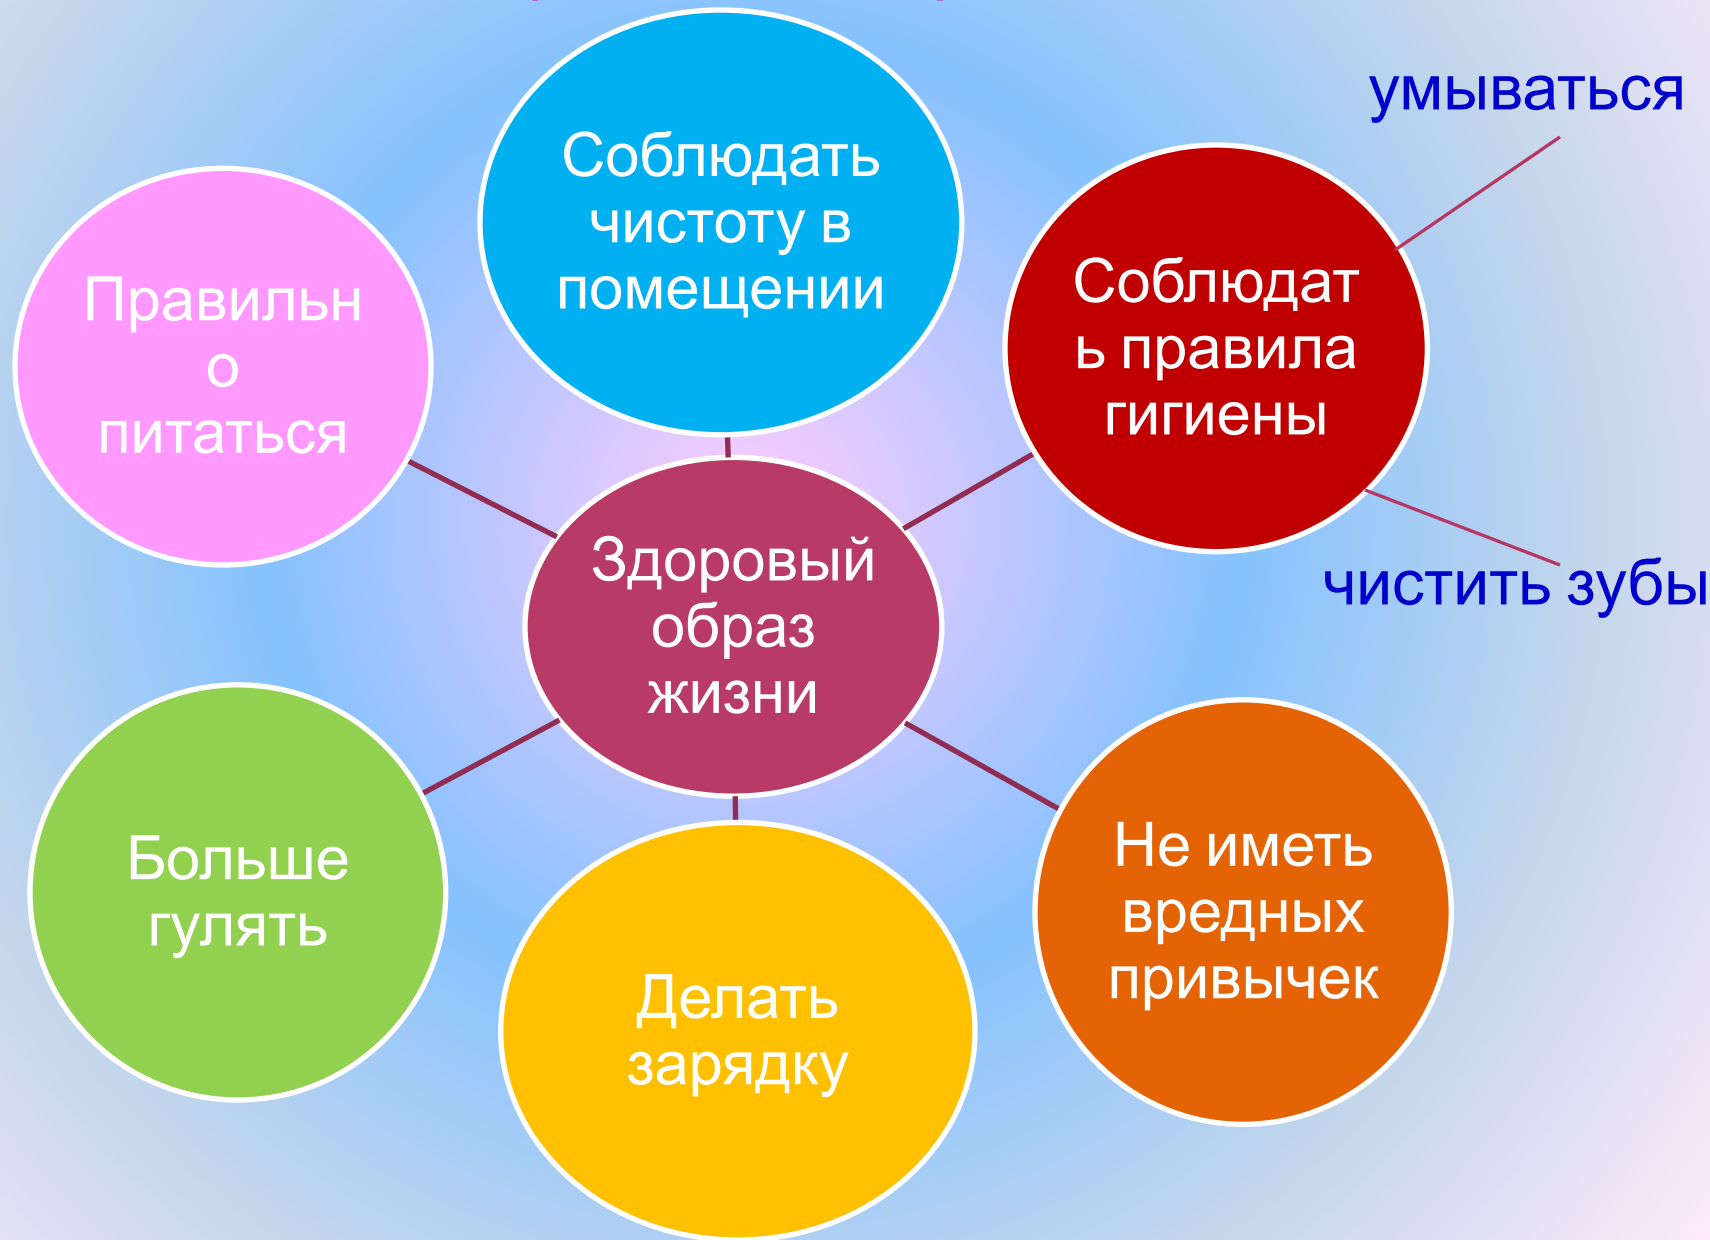 умываться
Соблюдать
чистоту в
помещении
Соблюдат
ь правила
гигиены
Правильн
о
питаться
чистить зубы
Здоровый
образ
жизни
Больше
гулять
Делать
зарядку
Не иметь
вредных
привычек